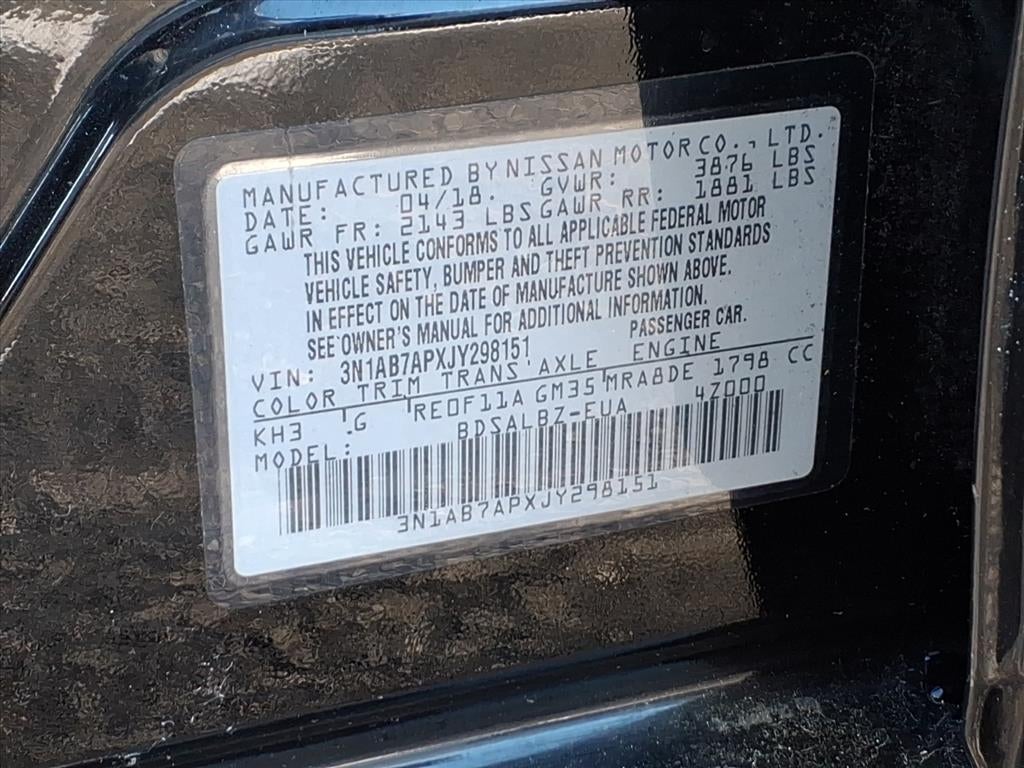 MANUFACTURED BY NISSAN MOTOR CO., LTD.
DATE: 04/18. GVWR: 3876 LBS
GAWR FR: 2143 LBS GAWR RR: 1881 LBS
THIS VEHICLE CONFORMS TO ALL APPLICABLE FEDERAL MOTOR
VEHICLE SAFETY, BUMPER AND THEFT PREVENTION STANDARDS
IN EFFECT ON THE DATE OF MANUFACTURE SHOWN ABOVE.
SEE OWNER'S MANUAL FOR ADDITIONAL INFORMATION.
VIN: 3N1AB7APXJY298151 PASSENGER CAR.
COLOR TRIM TRANS AXLE ENGINE
KH3 G RE0F11A GM35 MRA8DE 1798 CC
MODEL: BDSALBZ-EUA 4Z000
3N1AB7APXJY298151